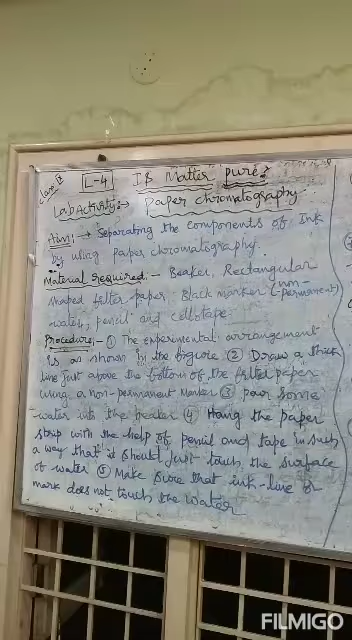 class 8
L-4 Is Matter pure?
Lab Activity:→ Paper chromatography
Aim:→ Separating the components of Ink
by using paper chromatography.
Material required:- Beaker, Rectangular
shaped filter paper, Black marker (non-
permanent)
water, pencil and cellotape
Procedure:- ① The experimental arrangement
is as shown in the figure ② Draw a thick
line just above the bottom of the filter paper
using a non-permanent marker ③ pour some
water into the beaker ④ Hang the paper
strip with the help of pencil and tape in such
a way that it should just touch the surface
of water ⑤ Make sure that ink-line or
mark does not touch the water
FILMIGO